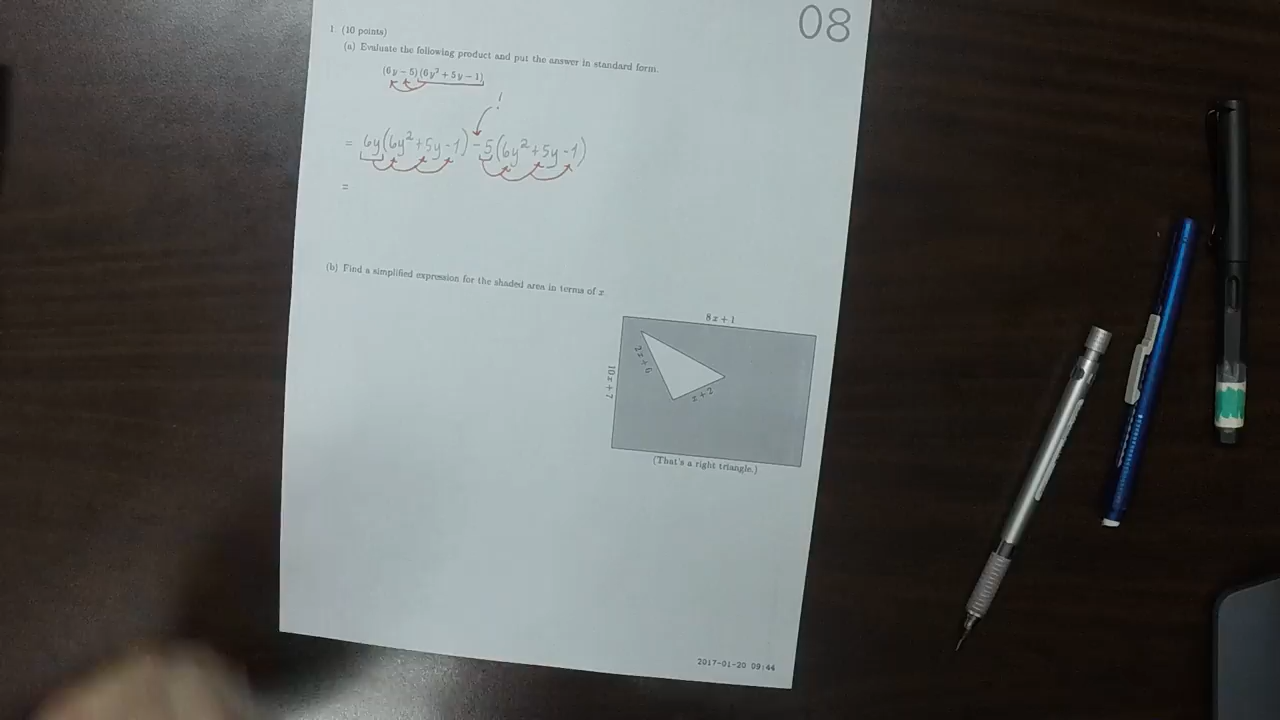 08
1. (10 points)
(a) Evaluate the following product and put the answer in standard form.
(6y − 5)(6y² + 5y − 1)
!
= 6y(6y²+5y-1) -5(6y²+5y-1)
=
(b) Find a simplified expression for the shaded area in terms of x.
8x + 1
10x + 7
2x + 6
x + 2
(That's a right triangle.)
2017-01-20 09:44